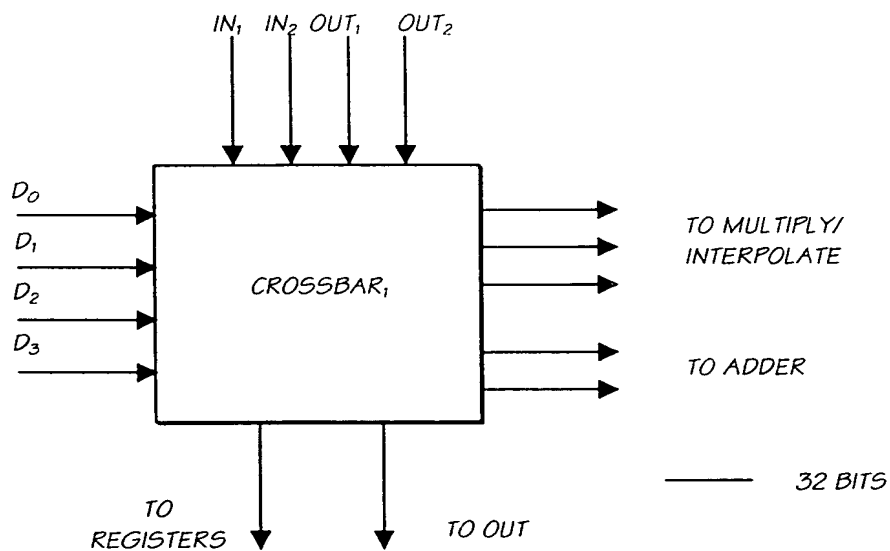 IN₁ IN₂ OUT₁ OUT₂
D₀
D₁
D₂
D₃
CROSSBAR₁
TO MULTIPLY/
INTERPOLATE
TO ADDER
32 BITS
TO
REGISTERS
TO OUT